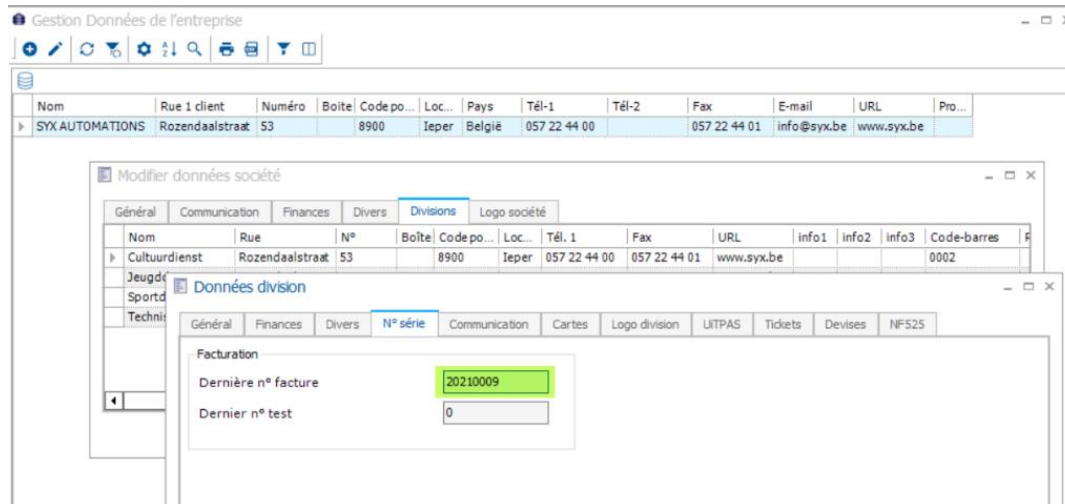 Gestion Données de l'entreprise
Nom Rue 1 client Numéro Boite Code po... Loc... Pays Tél-1 Tél-2 Fax E-mail URL Pro...
SYX AUTOMATIONS Rozendaalstraat 53 8900 Ieper België 057 22 44 00 057 22 44 01 info@syx.be www.syx.be
Modifier données société
Général Communication Finances Divers Divisions Logo société
Nom Rue N° Boîte Code po... Loc... Tél. 1 Fax URL info1 info2 info3 Code-barres
Cultuurdienst Rozendaalstraat 53 8900 Ieper 057 22 44 00 057 22 44 01 www.syx.be 0002
Données division
Général Finances Divers N° série Communication Cartes Logo division UITPAS Tickets Devises NF525
Facturation
Dernière n° facture 20210009
Dernier n° test 0